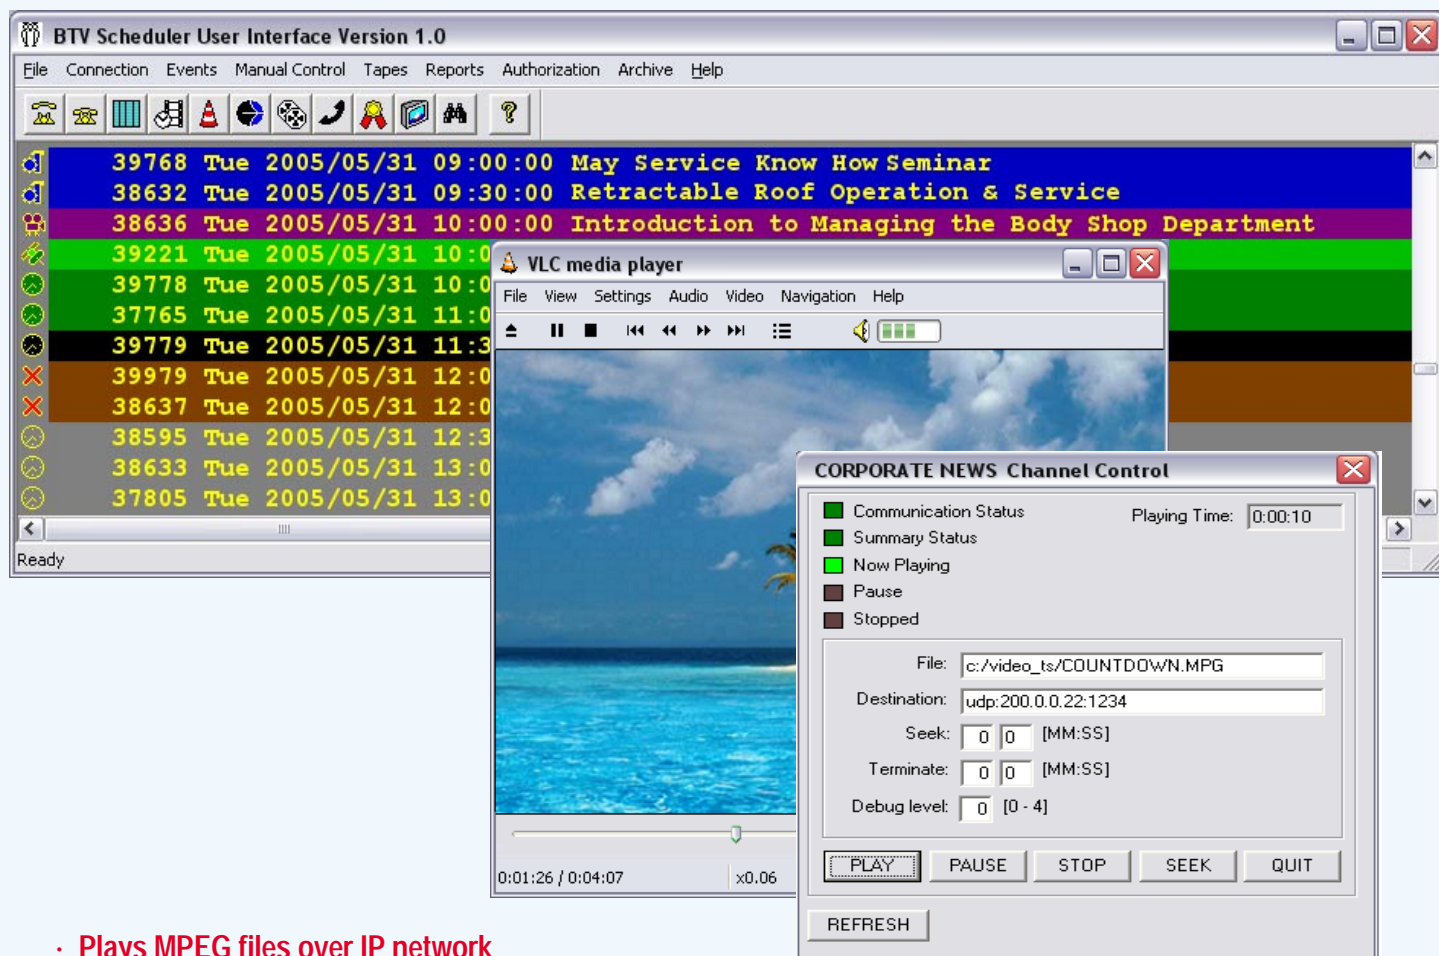 BTV Scheduler User Interface Version 1.0
File Connection Events Manual Control Tapes Reports Authorization Archive Help
39768 Tue 2005/05/31 09:00:00 May Service Know How Seminar
38632 Tue 2005/05/31 09:30:00 Retractable Roof Operation & Service
38636 Tue 2005/05/31 10:00:00 Introduction to Managing the Body Shop Department
39221 Tue 2005/05/31 10:0
39778 Tue 2005/05/31 10:0
37765 Tue 2005/05/31 11:0
39779 Tue 2005/05/31 11:3
39979 Tue 2005/05/31 12:0
38637 Tue 2005/05/31 12:0
38595 Tue 2005/05/31 12:3
38633 Tue 2005/05/31 13:0
37805 Tue 2005/05/31 13:0
Ready
VLC media player
File View Settings Audio Video Navigation Help
0:01:26 / 0:04:07 x0.06
CORPORATE NEWS Channel Control
Communication Status Playing Time: 0:00:10
Summary Status
Now Playing
Pause
Stopped
File: c:/video_ts/COUNTDOWN.MPG
Destination: udp:200.0.0.22:1234
Seek: 0 0 [MM:SS]
Terminate: 0 0 [MM:SS]
Debug level: 0 [0 - 4]
PLAY PAUSE STOP SEEK QUIT
REFRESH
· Plays MPEG files over IP network